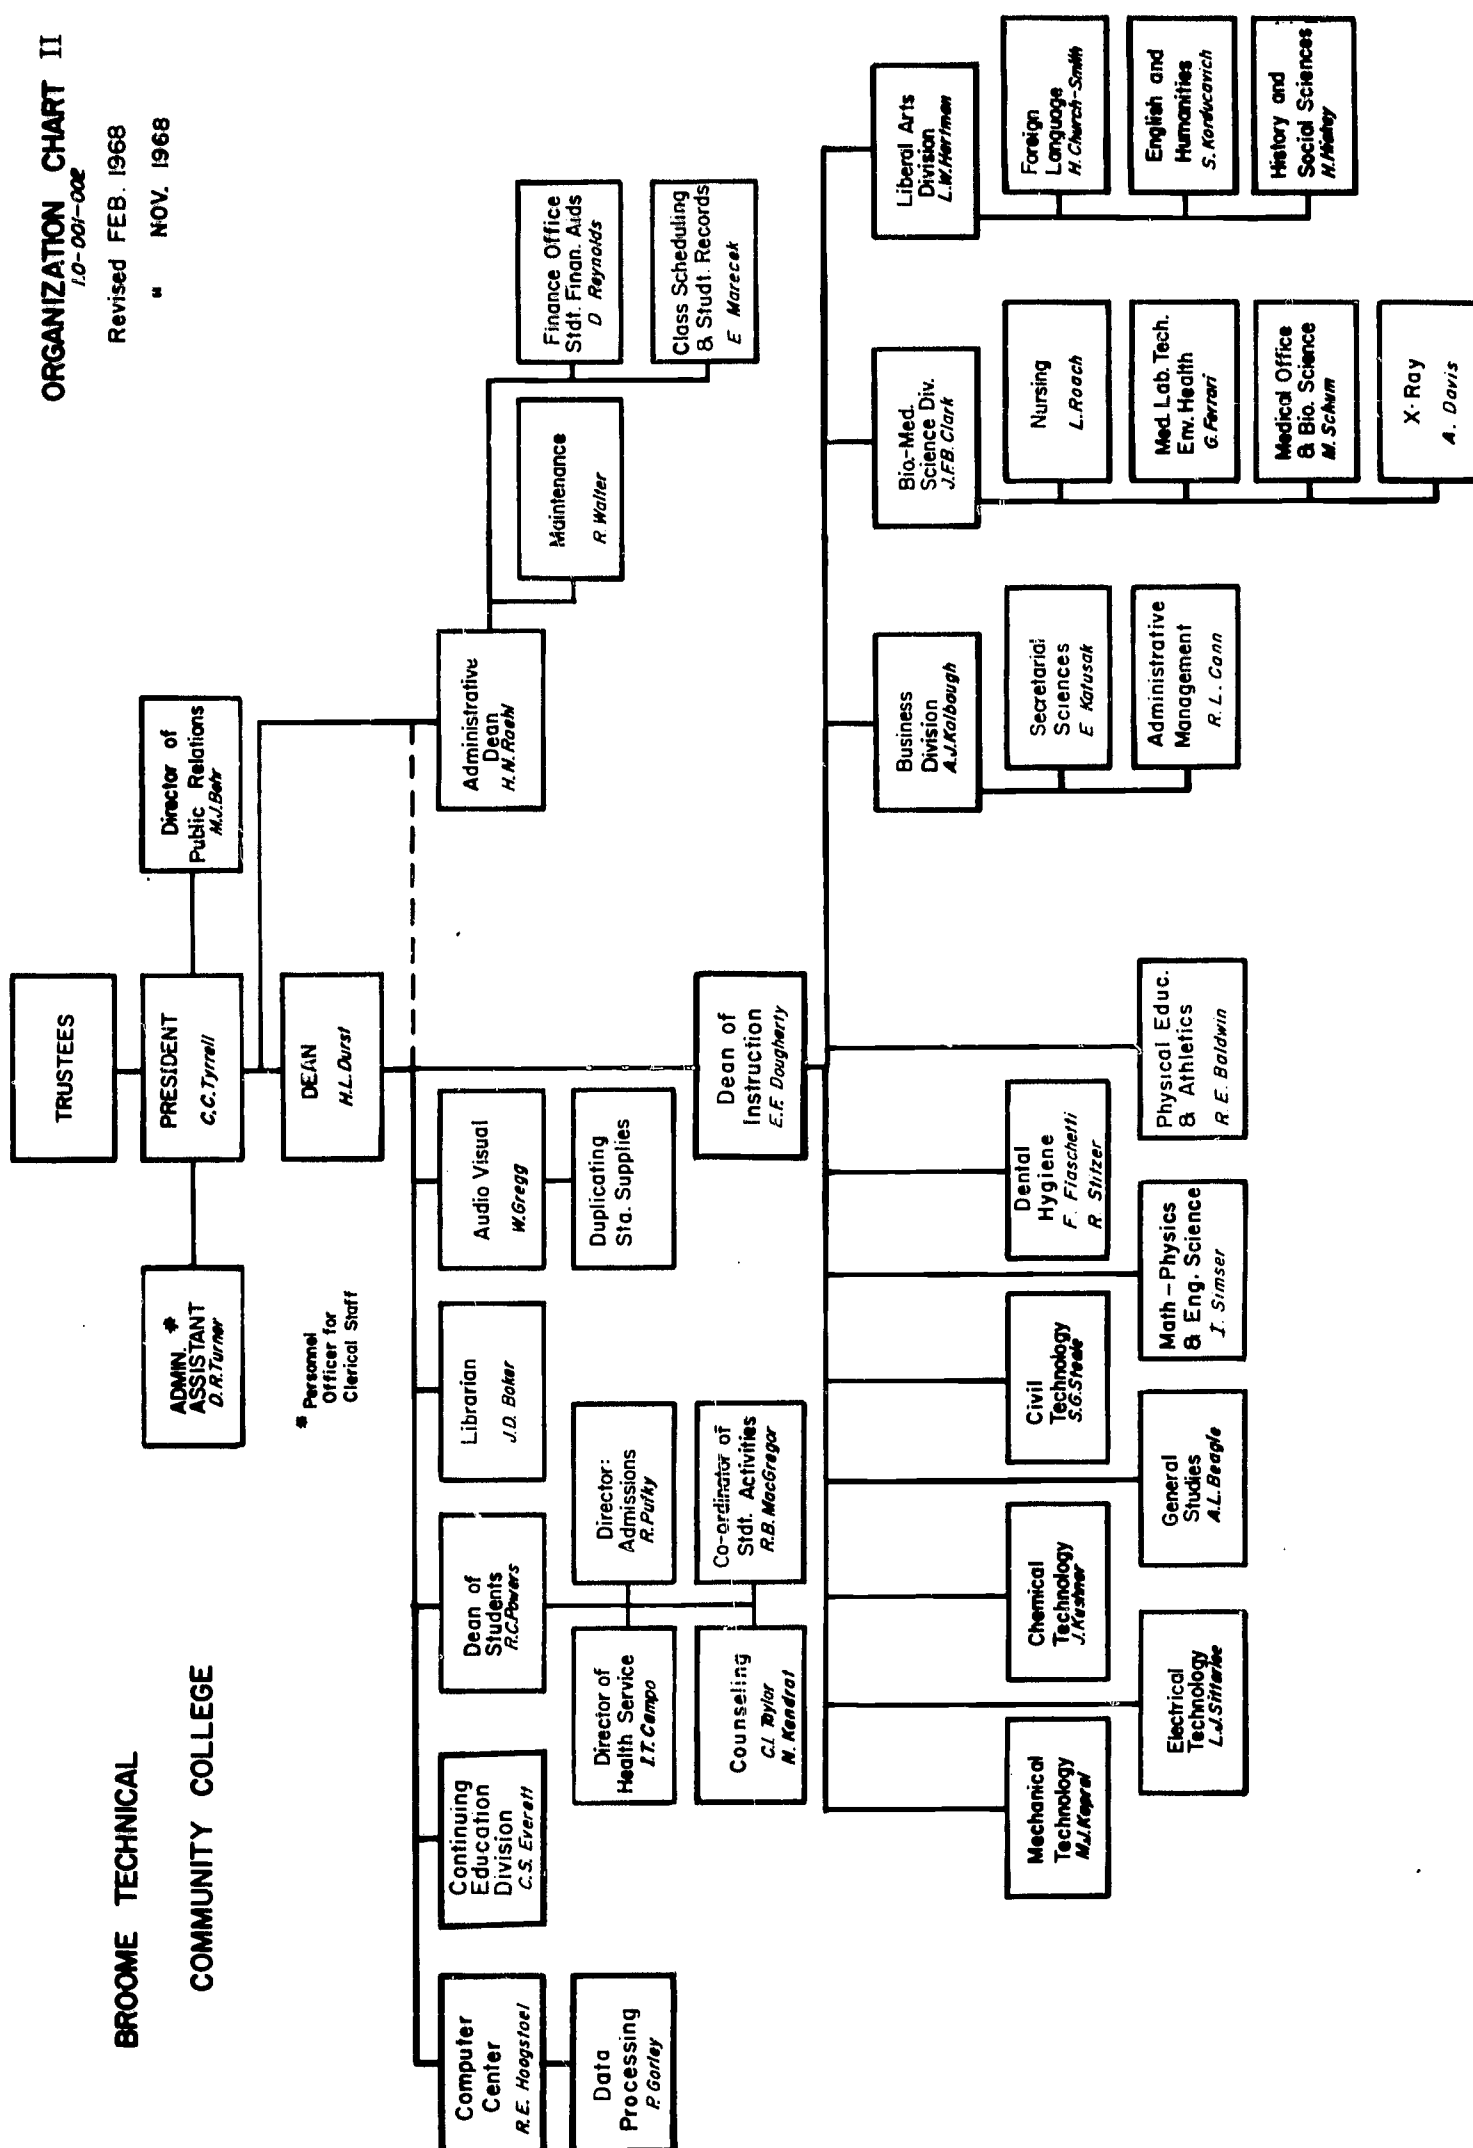 BROOME TECHNICAL
COMMUNITY COLLEGE
ORGANIZATION CHART II
1.0-001-002
Revised FEB. 1968
" NOV. 1968
TRUSTEES
ADMIN. #
ASSISTANT
D.R.Turner
PRESIDENT
C.C.Tyrrell
Director of
Public Relations
M.J.Behr
# Personnel
Officer for
Clerical Staff
DEAN
H.L.Durst
Computer
Center
R.E. Hoogstoel
Continuing
Education
Division
C.S. Everett
Dean of
Students
R.C.Powers
Librarian
J.D. Baker
Audio Visual
W.Gregg
Administrative
Dean
H.N.Roehl
Data
Processing
P. Gorley
Director of
Health Service
I.T. Campo
Director:
Admissions
R.Pufky
Duplicating
Sta. Supplies
Maintenance
R. Walter
Finance Office
Stdt. Finan. Aids
D Reynolds
Counseling
C.I. Taylor
N. Kendrat
Co-ordinator of
Stdt. Activities
R.B. MacGregor
Dean of
Instruction
E.F. Dougherty
Class Scheduling
& Studt. Records
E Marecek
Business
Division
A.J.Kalbaugh
Bio.-Med.
Science Div.
J.F.B. Clark
Liberal Arts
Division
L.W.Hartman
Mechanical
Technology
Chemical
Technology
J.Kushner
Civil
Technology
S.G.Steele
Dental
Hygiene
F. Fiaschetti
R. Stitzer
Secretarial
Sciences
E Katusak
Nursing
L.Roach
Foreign
Language
H. Church-Smith
Electrical
Technology
L.J.Sitterlee
General
Studies
A.L. Beagle
Math-Physics
& Eng. Science
I. Simser
Physical Educ.
& Athletics
R. E. Baldwin
Administrative
Management
R. L. Cann
Med. Lab. Tech.
Env. Health
G. Ferrari
English and
Humanities
S. Korducavich
Medical Office
& Bio. Science
M. Schum
History and
Social Sciences
X-Ray
A. Davis